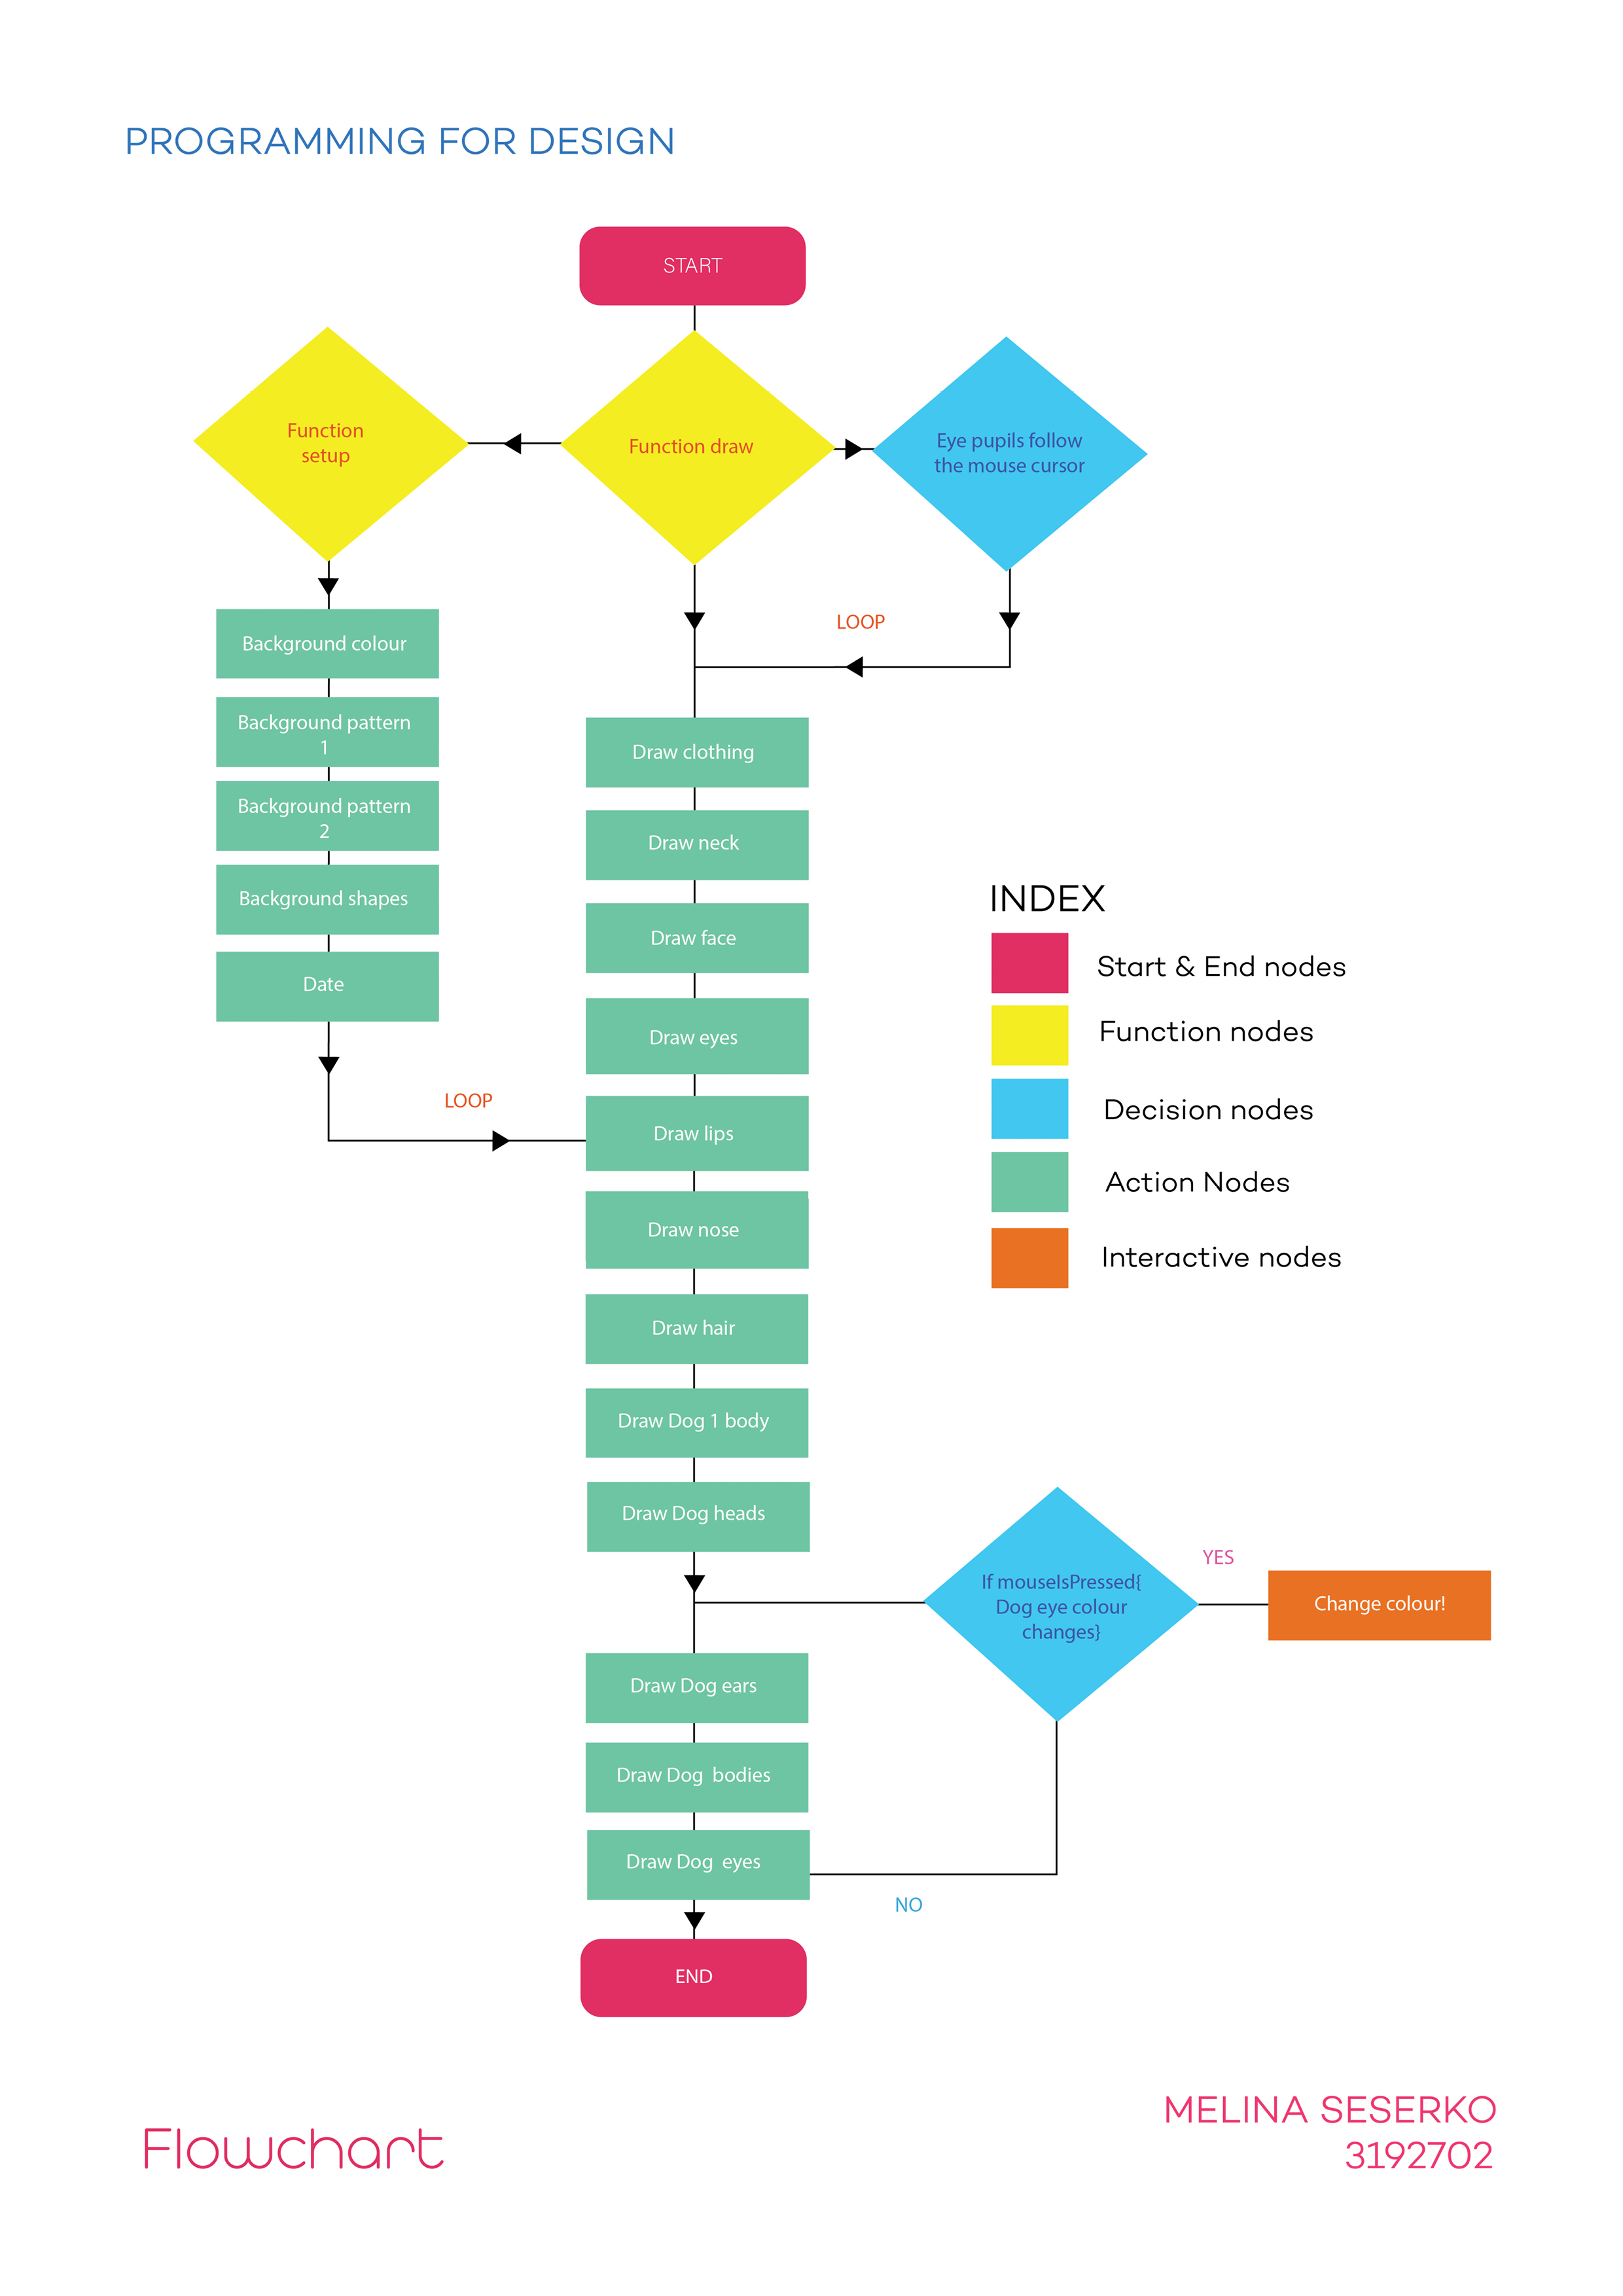 PROGRAMMING FOR DESIGN
START
Function
setup
Function draw
Eye pupils follow
the mouse cursor
LOOP
Background colour
Background pattern
1
Background pattern
2
Background shapes
Date
LOOP
Draw clothing
Draw neck
Draw face
Draw eyes
Draw lips
Draw nose
Draw hair
Draw Dog 1 body
Draw Dog heads
INDEX
Start & End nodes
Function nodes
Decision nodes
Action Nodes
Interactive nodes
If mouseIsPressed{
Dog eye colour
changes}
YES
Change colour!
Draw Dog ears
Draw Dog  bodies
Draw Dog  eyes
NO
END
Flowchart
MELINA SESERKO
3192702